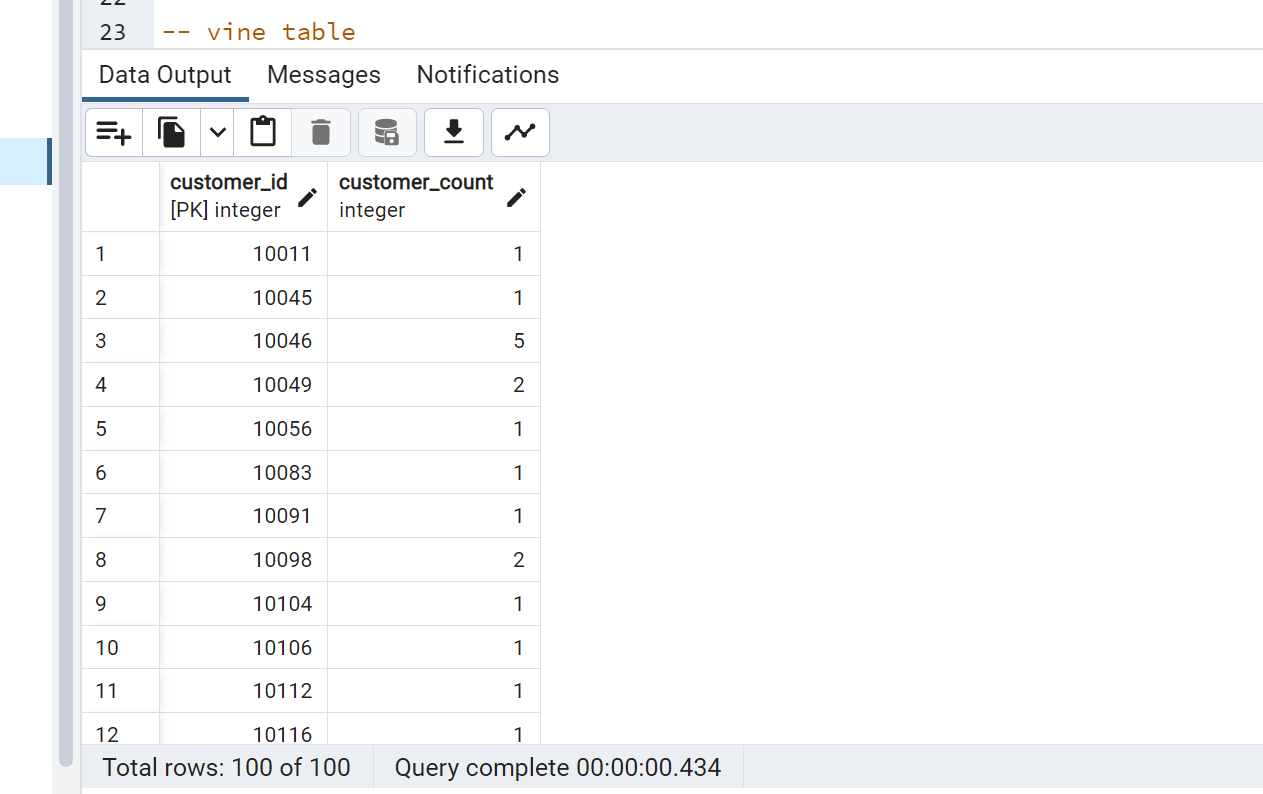 22
23 -- vine table
Data Output Messages Notifications
customer_id customer_count
[PK] integer integer
1 10011 1
2 10045 1
3 10046 5
4 10049 2
5 10056 1
6 10083 1
7 10091 1
8 10098 2
9 10104 1
10 10106 1
11 10112 1
12 10116 1
Total rows: 100 of 100 Query complete 00:00:00.434